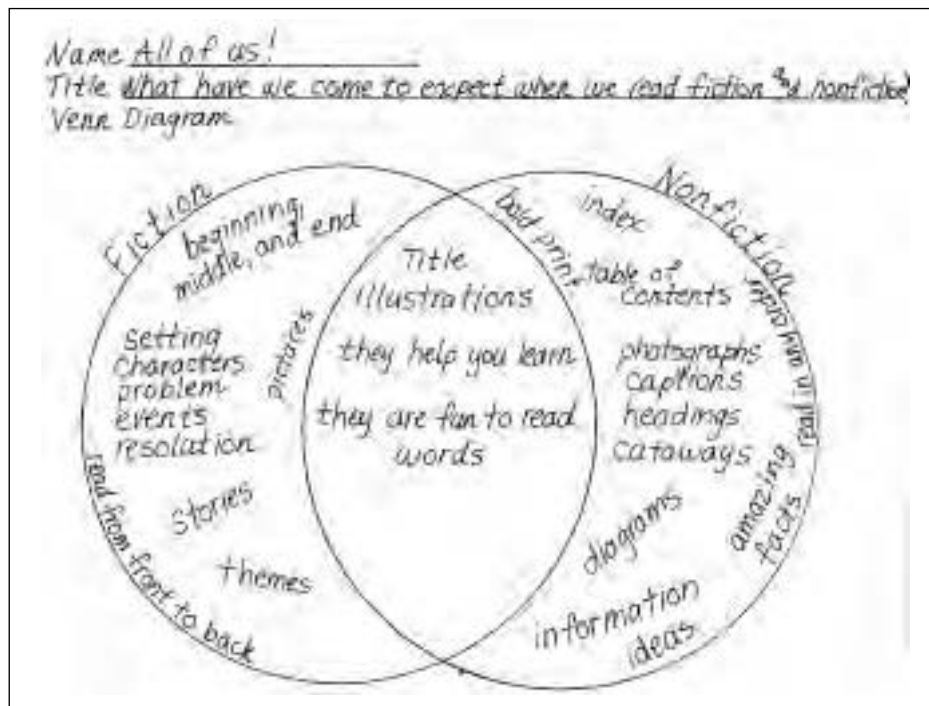 Name All of us!
Title What have we come to expect when we read fiction and nonfiction
Venn Diagram
Fiction
beginning,
middle, and end
pictures
setting
characters
problem
events
resolution
stories
themes
read from front to back
Title
illustrations
they help you learn
they are fun to read
words
Nonfiction
bold print
index
table of
contents
photographs
captions
headings
cutaways
read in any
amazing
facts
diagrams
information
ideas